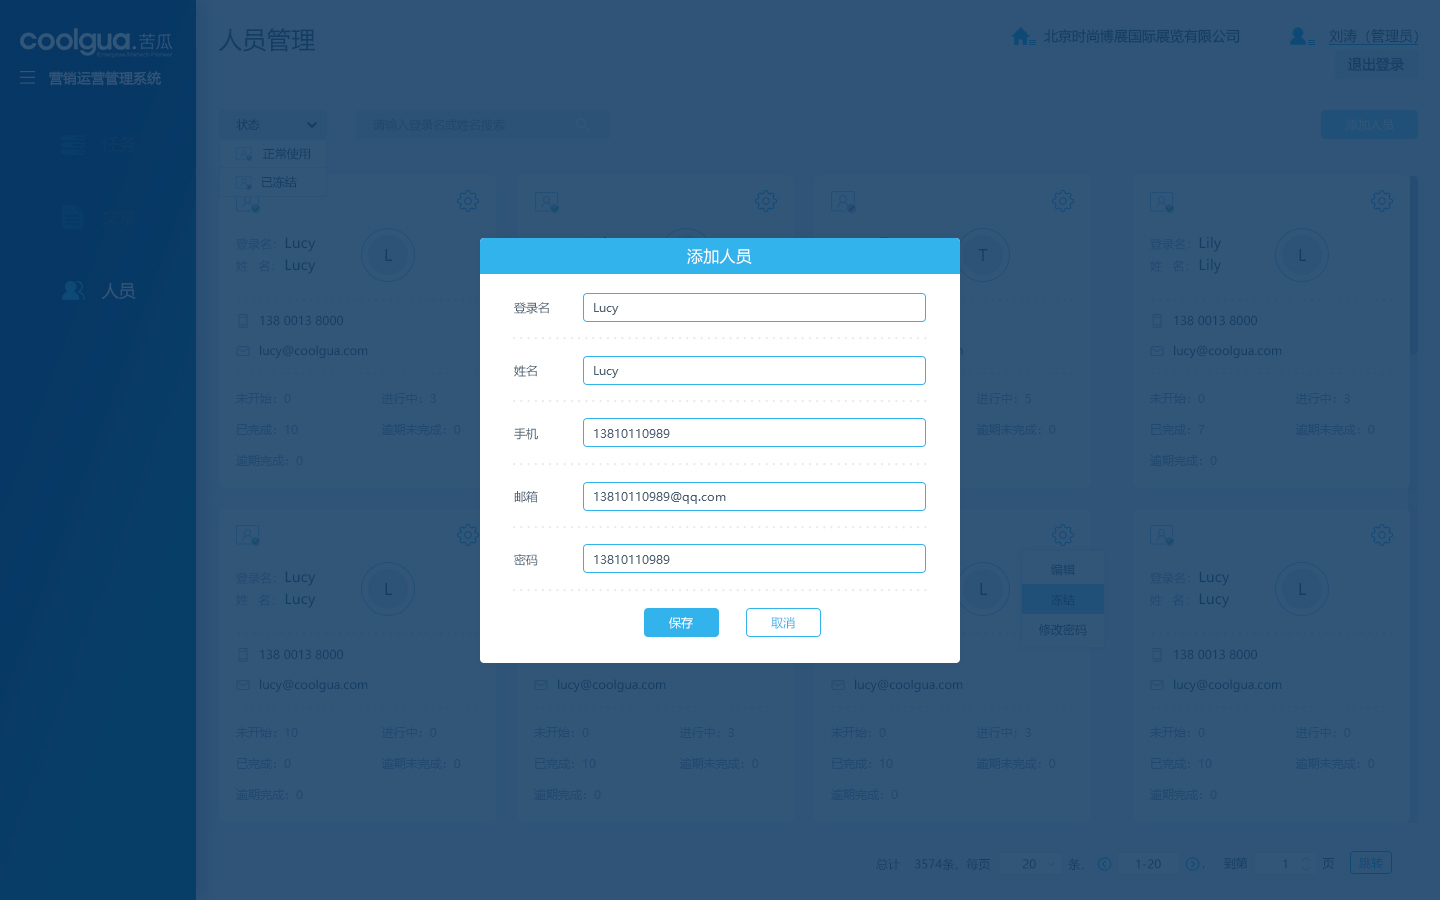 coolgua.苦瓜
营销运营管理系统
任务
文章
人员
人员管理
北京时尚博展国际展览有限公司
刘涛（管理员）
退出登录
状态
请输入登录名或姓名搜索
添加人员
正常使用
已冻结
登录名：Lucy
姓 名：Lucy
L
138 0013 8000
lucy@coolgua.com
未开始：0 进行中：3
已完成：10 逾期未完成：0
逾期完成：0
T
进行中：5
逾期未完成：0
登录名：Lily
姓 名：Lily
L
138 0013 8000
lucy@coolgua.com
未开始：0 进行中：3
已完成：7 逾期未完成：0
逾期完成：0
添加人员
登录名 Lucy
姓名 Lucy
手机 13810110989
邮箱 13810110989@qq.com
密码 13810110989
保存 取消
登录名：Lucy
姓 名：Lucy
L
138 0013 8000
lucy@coolgua.com
未开始：10 进行中：0
已完成：0 逾期未完成：0
逾期完成：0
lucy@coolgua.com
未开始：0 进行中：3
已完成：10 逾期未完成：0
逾期完成：0
L
编辑
冻结
修改密码
lucy@coolgua.com
未开始：0 进行中：3
已完成：10 逾期未完成：0
逾期完成：0
登录名：Lucy
姓 名：Lucy
L
138 0013 8000
lucy@coolgua.com
未开始：0 进行中：0
已完成：10 逾期未完成：0
逾期完成：0
总计 3574条，每页 20 条， 1-20 ， 到第 1 页 跳转